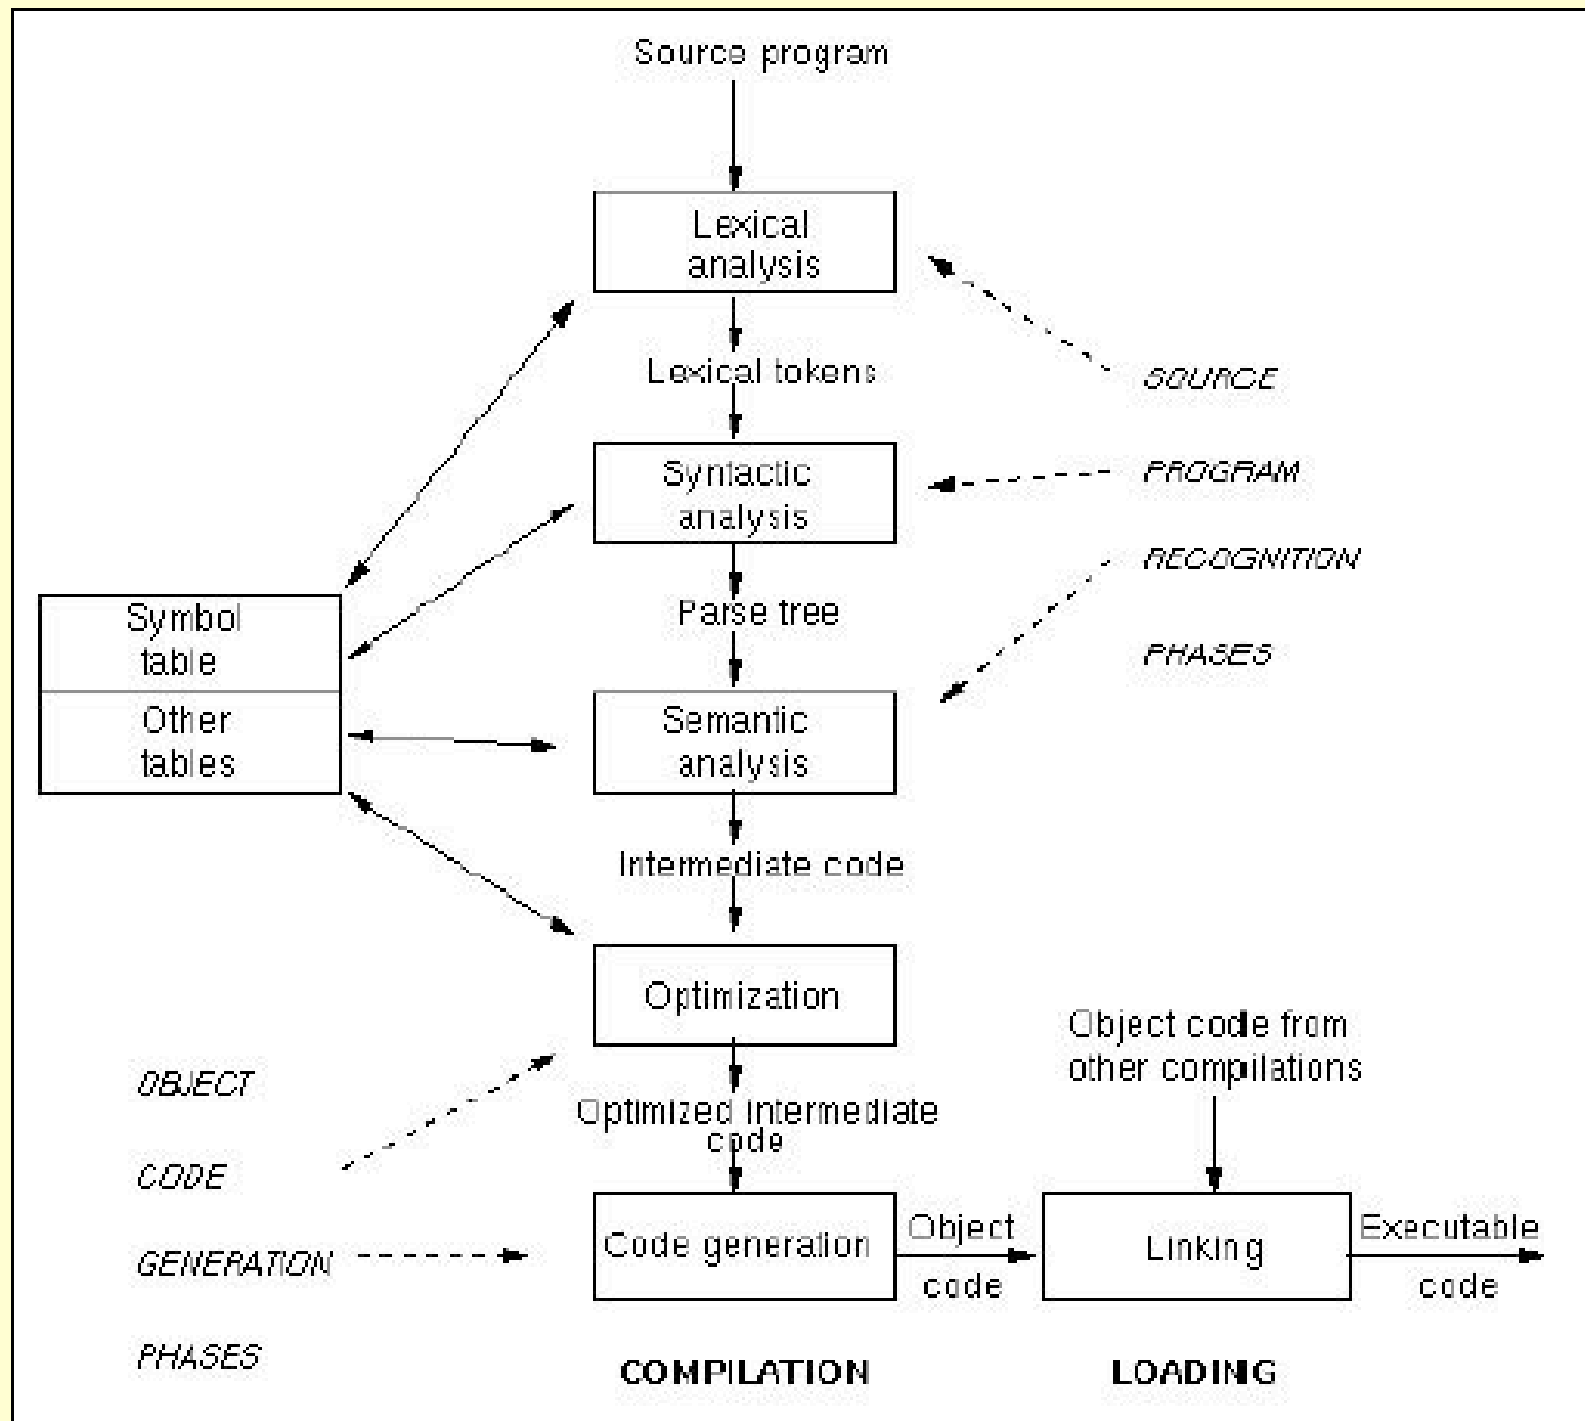 Source program
Lexical
analysis
Lexical tokens
SOURCE
Syntactic
analysis
PROGRAM
RECOGNITION
PHASES
Parse tree
Symbol
table
Other
tables
Semantic
analysis
Intermediate code
Optimization
Object code from
other compilations
OBJECT
CODE
GENERATION
PHASES
Optimized intermediate
code
Code generation
Object
code
Linking
Executable
code
COMPILATION
LOADING